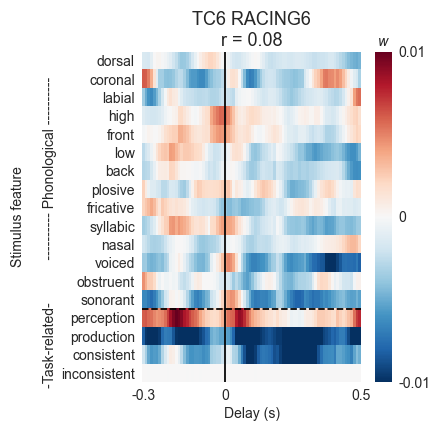 TC6 RACING6
r = 0.08
w
dorsal
coronal
labial
high
front
low
back
plosive
fricative
syllabic
nasal
voiced
obstruent
sonorant
perception
production
consistent
inconsistent
Stimulus feature
---------- Phonological ----------
-Task-related-
-0.3
0
0.5
Delay (s)
0.01
0
-0.01